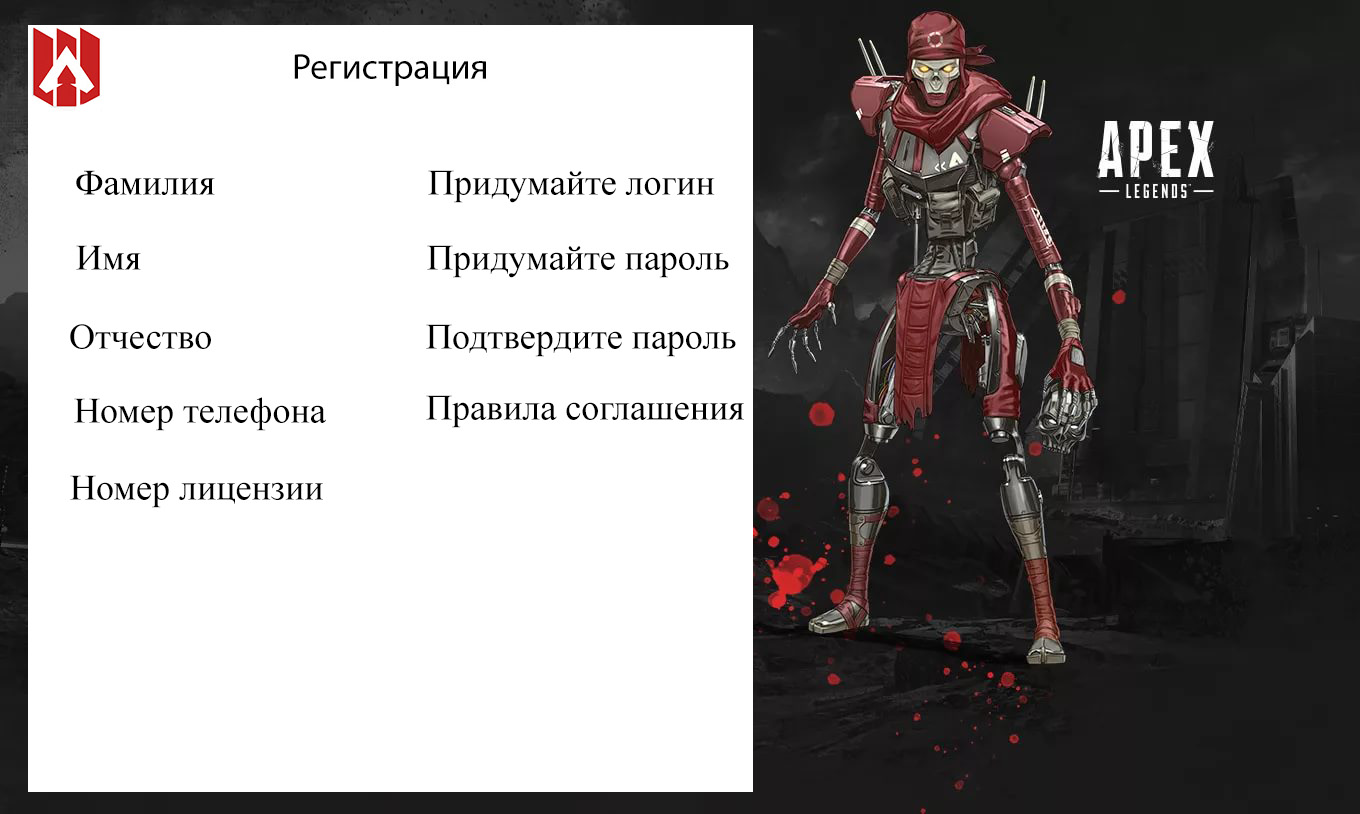 Регистрация
Фамилия
Имя
Отчество
Номер телефона
Номер лицензии
Придумайте логин
Придумайте пароль
Подтвердите пароль
Правила соглашения
APEX
LEGENDS